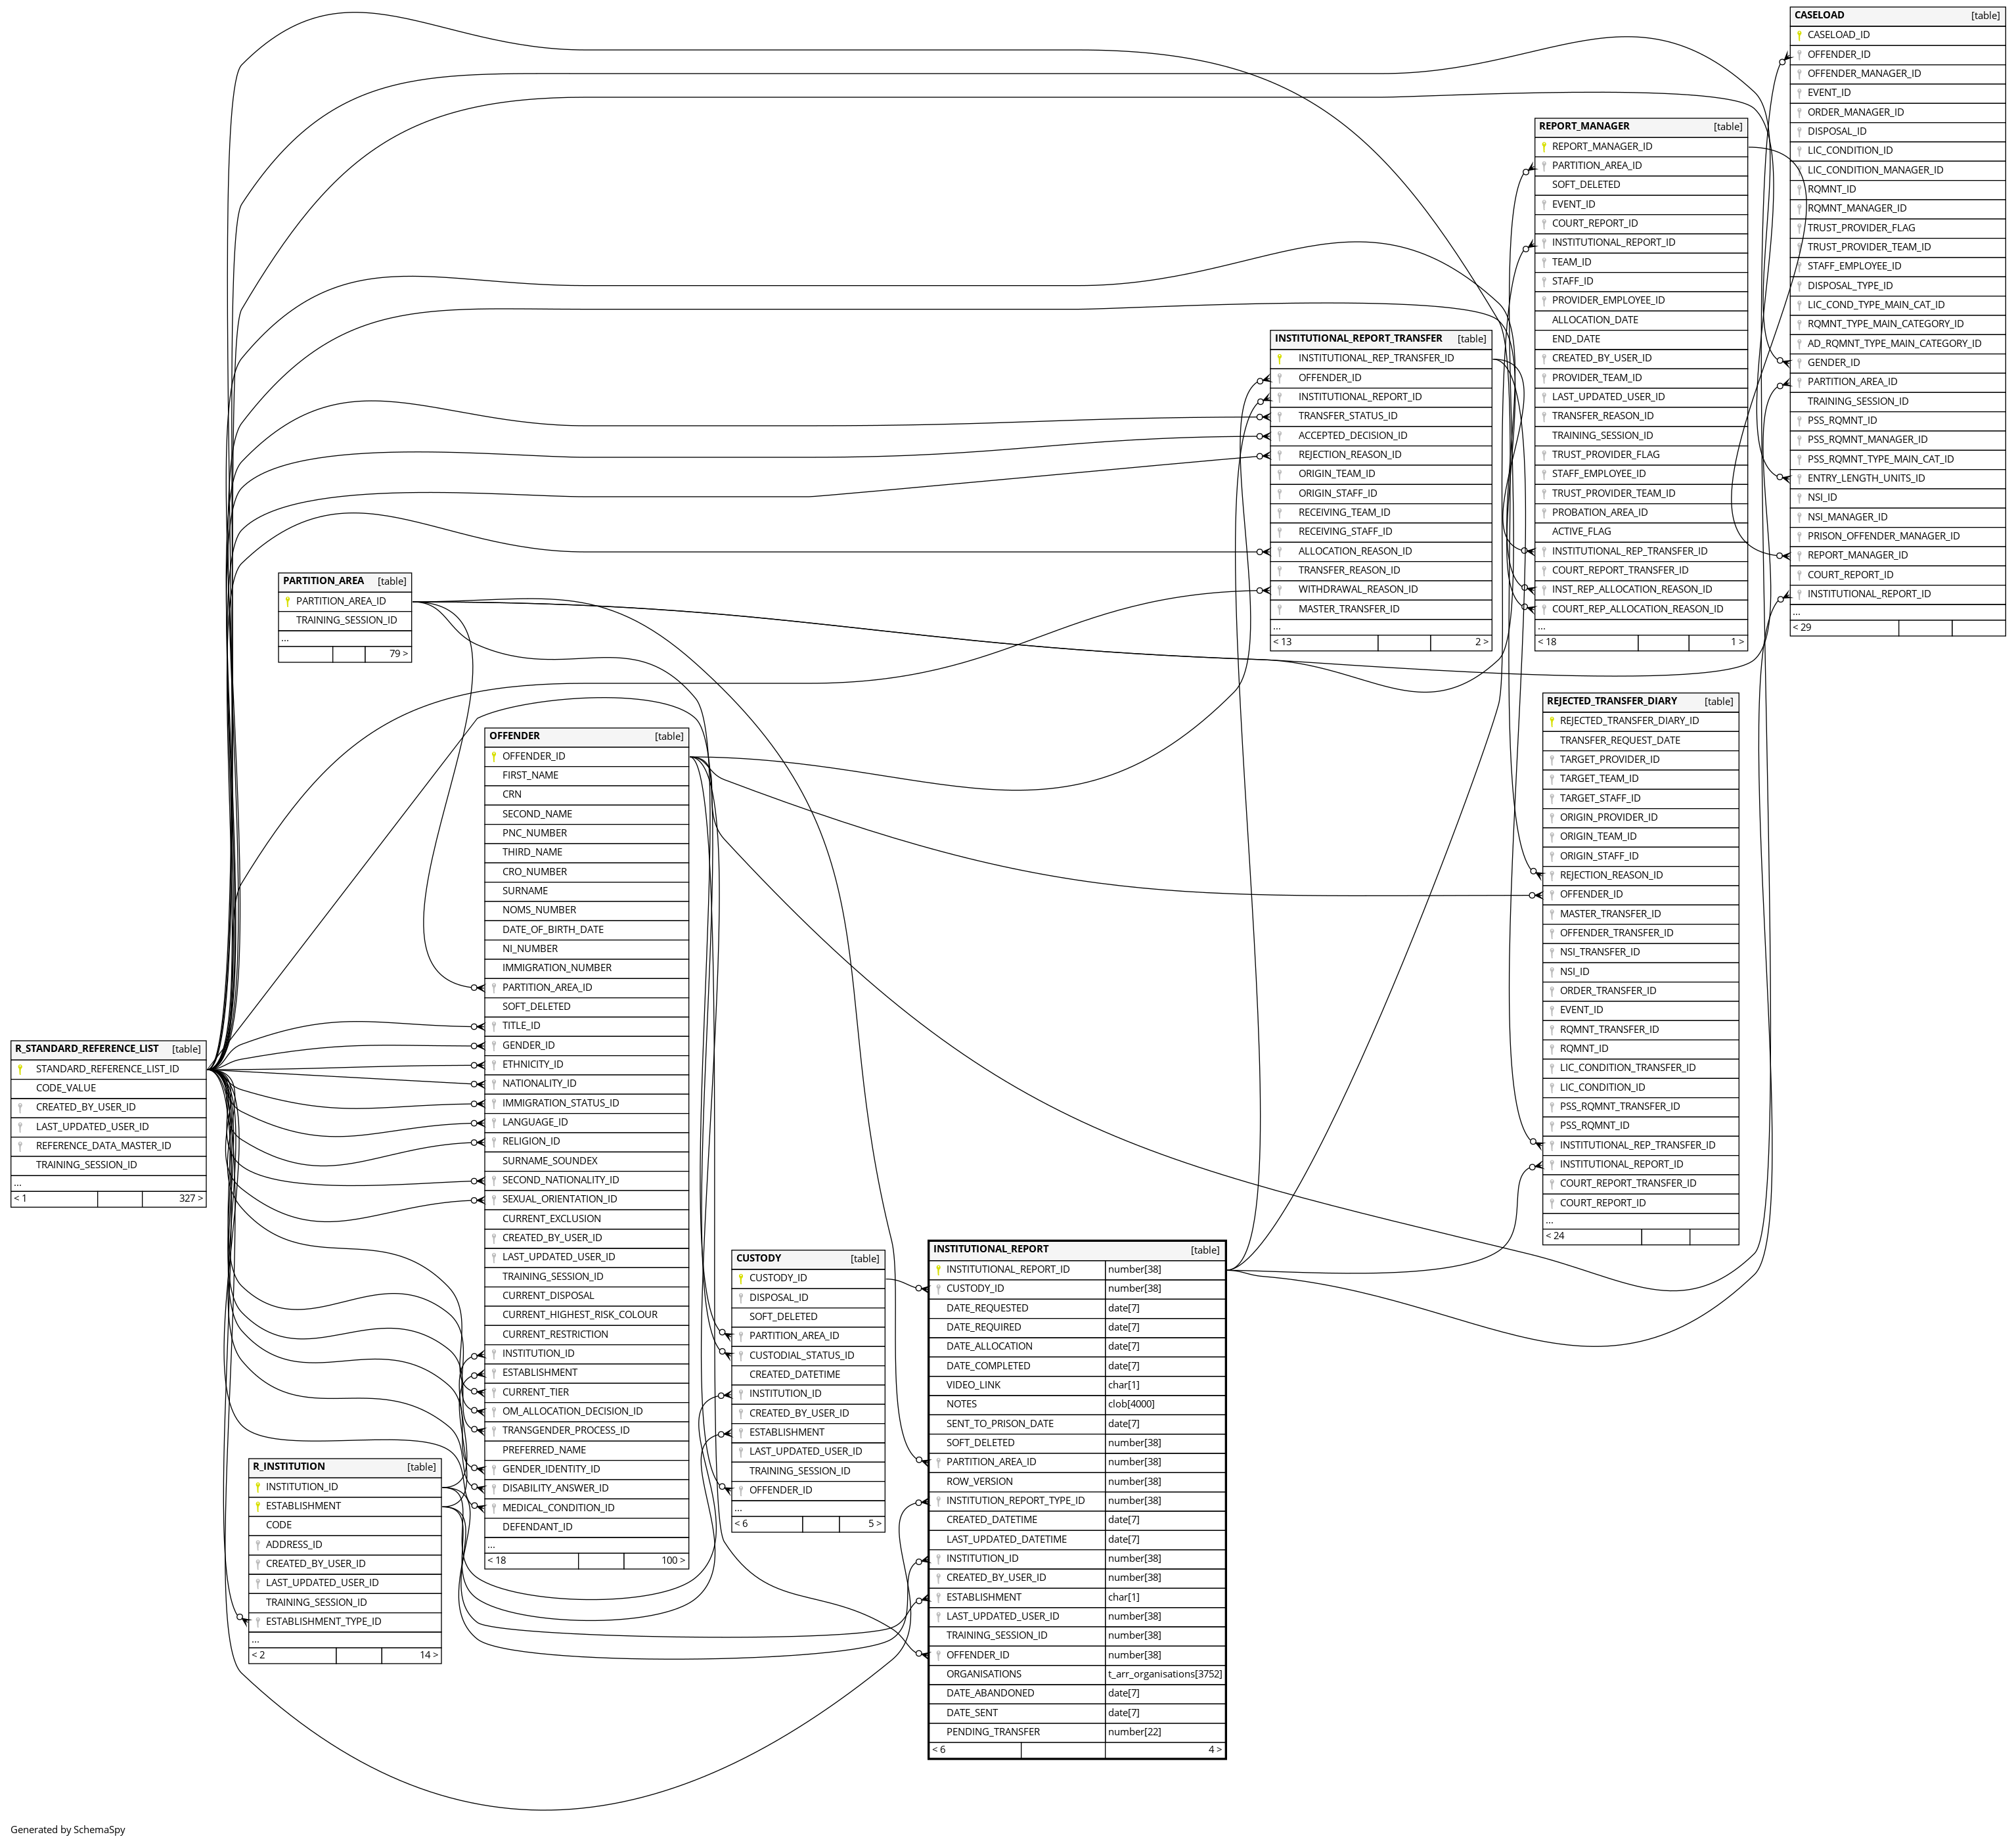 CASELOAD [table]
CASELOAD_ID
OFFENDER_ID
OFFENDER_MANAGER_ID
EVENT_ID
ORDER_MANAGER_ID
DISPOSAL_ID
LIC_CONDITION_ID
LIC_CONDITION_MANAGER_ID
RQMNT_ID
RQMNT_MANAGER_ID
TRUST_PROVIDER_FLAG
TRUST_PROVIDER_TEAM_ID
STAFF_EMPLOYEE_ID
DISPOSAL_TYPE_ID
LIC_COND_TYPE_MAIN_CAT_ID
RQMNT_TYPE_MAIN_CATEGORY_ID
AD_RQMNT_TYPE_MAIN_CATEGORY_ID
GENDER_ID
PARTITION_AREA_ID
TRAINING_SESSION_ID
PSS_RQMNT_ID
PSS_RQMNT_MANAGER_ID
PSS_RQMNT_TYPE_MAIN_CAT_ID
ENTRY_LENGTH_UNITS_ID
NSI_ID
NSI_MANAGER_ID
PRISON_OFFENDER_MANAGER_ID
REPORT_MANAGER_ID
COURT_REPORT_ID
INSTITUTIONAL_REPORT_ID
...
< 29
REPORT_MANAGER [table]
REPORT_MANAGER_ID
PARTITION_AREA_ID
SOFT_DELETED
EVENT_ID
COURT_REPORT_ID
INSTITUTIONAL_REPORT_ID
TEAM_ID
STAFF_ID
PROVIDER_EMPLOYEE_ID
ALLOCATION_DATE
END_DATE
CREATED_BY_USER_ID
PROVIDER_TEAM_ID
LAST_UPDATED_USER_ID
TRANSFER_REASON_ID
TRAINING_SESSION_ID
TRUST_PROVIDER_FLAG
STAFF_EMPLOYEE_ID
TRUST_PROVIDER_TEAM_ID
PROBATION_AREA_ID
ACTIVE_FLAG
INSTITUTIONAL_REP_TRANSFER_ID
COURT_REPORT_TRANSFER_ID
INST_REP_ALLOCATION_REASON_ID
COURT_REP_ALLOCATION_REASON_ID
...
< 18 1 >
INSTITUTIONAL_REPORT_TRANSFER [table]
INSTITUTIONAL_REP_TRANSFER_ID
OFFENDER_ID
INSTITUTIONAL_REPORT_ID
TRANSFER_STATUS_ID
ACCEPTED_DECISION_ID
REJECTION_REASON_ID
ORIGIN_TEAM_ID
ORIGIN_STAFF_ID
RECEIVING_TEAM_ID
RECEIVING_STAFF_ID
ALLOCATION_REASON_ID
TRANSFER_REASON_ID
WITHDRAWAL_REASON_ID
MASTER_TRANSFER_ID
...
< 13 2 >
PARTITION_AREA [table]
PARTITION_AREA_ID
TRAINING_SESSION_ID
...
79 >
REJECTED_TRANSFER_DIARY [table]
REJECTED_TRANSFER_DIARY_ID
TRANSFER_REQUEST_DATE
TARGET_PROVIDER_ID
TARGET_TEAM_ID
TARGET_STAFF_ID
ORIGIN_PROVIDER_ID
ORIGIN_TEAM_ID
ORIGIN_STAFF_ID
REJECTION_REASON_ID
OFFENDER_ID
MASTER_TRANSFER_ID
OFFENDER_TRANSFER_ID
NSI_TRANSFER_ID
NSI_ID
ORDER_TRANSFER_ID
EVENT_ID
RQMNT_TRANSFER_ID
RQMNT_ID
LIC_CONDITION_TRANSFER_ID
LIC_CONDITION_ID
PSS_RQMNT_TRANSFER_ID
PSS_RQMNT_ID
INSTITUTIONAL_REP_TRANSFER_ID
INSTITUTIONAL_REPORT_ID
COURT_REPORT_TRANSFER_ID
COURT_REPORT_ID
...
< 24
OFFENDER [table]
OFFENDER_ID
FIRST_NAME
CRN
SECOND_NAME
PNC_NUMBER
THIRD_NAME
CRO_NUMBER
SURNAME
NOMS_NUMBER
DATE_OF_BIRTH_DATE
NI_NUMBER
IMMIGRATION_NUMBER
PARTITION_AREA_ID
SOFT_DELETED
TITLE_ID
GENDER_ID
ETHNICITY_ID
NATIONALITY_ID
IMMIGRATION_STATUS_ID
LANGUAGE_ID
RELIGION_ID
SURNAME_SOUNDEX
SECOND_NATIONALITY_ID
SEXUAL_ORIENTATION_ID
CURRENT_EXCLUSION
CREATED_BY_USER_ID
LAST_UPDATED_USER_ID
TRAINING_SESSION_ID
CURRENT_DISPOSAL
CURRENT_HIGHEST_RISK_COLOUR
CURRENT_RESTRICTION
INSTITUTION_ID
ESTABLISHMENT
CURRENT_TIER
OM_ALLOCATION_DECISION_ID
TRANSGENDER_PROCESS_ID
PREFERRED_NAME
GENDER_IDENTITY_ID
DISABILITY_ANSWER_ID
MEDICAL_CONDITION_ID
DEFENDANT_ID
...
< 18 100 >
R_STANDARD_REFERENCE_LIST [table]
STANDARD_REFERENCE_LIST_ID
CODE_VALUE
CREATED_BY_USER_ID
LAST_UPDATED_USER_ID
REFERENCE_DATA_MASTER_ID
TRAINING_SESSION_ID
...
< 1 327 >
CUSTODY [table]
CUSTODY_ID
DISPOSAL_ID
SOFT_DELETED
PARTITION_AREA_ID
CUSTODIAL_STATUS_ID
CREATED_DATETIME
INSTITUTION_ID
CREATED_BY_USER_ID
ESTABLISHMENT
LAST_UPDATED_USER_ID
TRAINING_SESSION_ID
OFFENDER_ID
...
< 6 5 >
INSTITUTIONAL_REPORT [table]
INSTITUTIONAL_REPORT_ID number[38]
CUSTODY_ID number[38]
DATE_REQUESTED date[7]
DATE_REQUIRED date[7]
DATE_ALLOCATION date[7]
DATE_COMPLETED date[7]
VIDEO_LINK char[1]
NOTES clob[4000]
SENT_TO_PRISON_DATE date[7]
SOFT_DELETED number[38]
PARTITION_AREA_ID number[38]
ROW_VERSION number[38]
INSTITUTION_REPORT_TYPE_ID number[38]
CREATED_DATETIME date[7]
LAST_UPDATED_DATETIME date[7]
INSTITUTION_ID number[38]
CREATED_BY_USER_ID number[38]
ESTABLISHMENT char[1]
LAST_UPDATED_USER_ID number[38]
TRAINING_SESSION_ID number[38]
OFFENDER_ID number[38]
ORGANISATIONS t_arr_organisations[3752]
DATE_ABANDONED date[7]
DATE_SENT date[7]
PENDING_TRANSFER number[22]
< 6 4 >
R_INSTITUTION [table]
INSTITUTION_ID
ESTABLISHMENT
CODE
ADDRESS_ID
CREATED_BY_USER_ID
LAST_UPDATED_USER_ID
TRAINING_SESSION_ID
ESTABLISHMENT_TYPE_ID
...
< 2 14 >
Generated by SchemaSpy